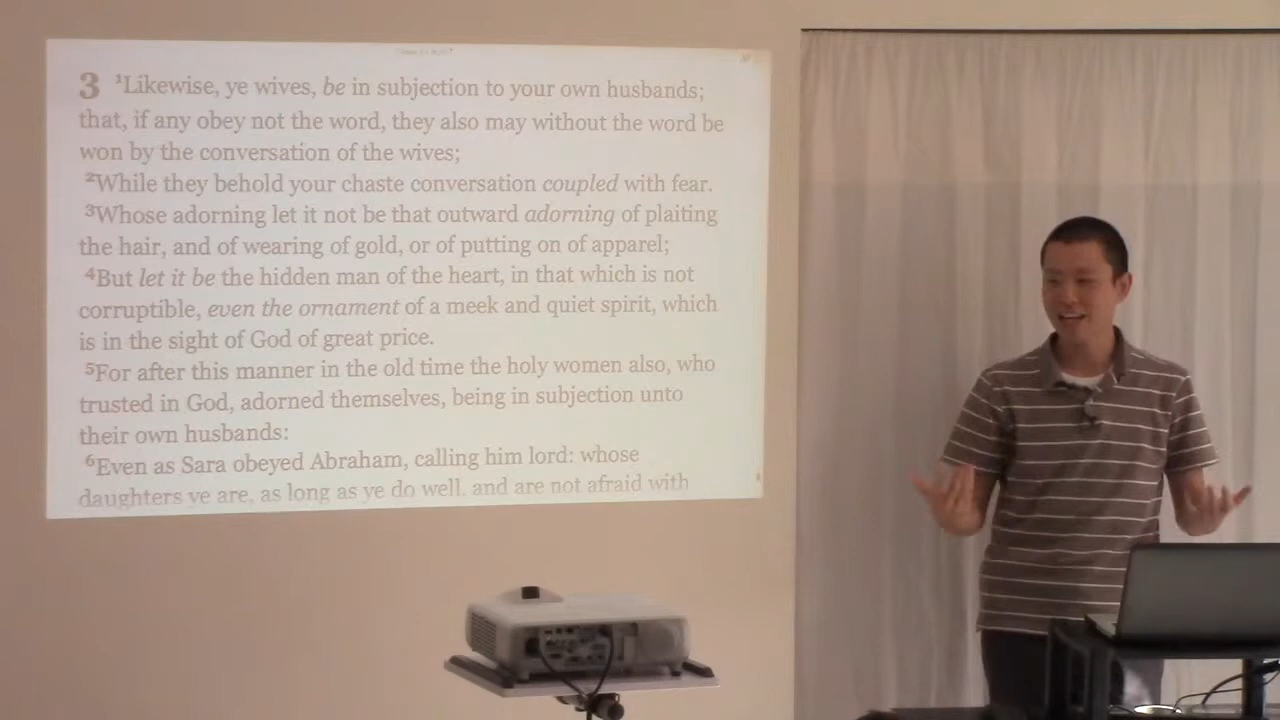 3 ¹Likewise, ye wives, be in subjection to your own husbands;
that, if any obey not the word, they also may without the word be
won by the conversation of the wives;
²While they behold your chaste conversation coupled with fear.
³Whose adorning let it not be that outward adorning of plaiting
the hair, and of wearing of gold, or of putting on of apparel;
⁴But let it be the hidden man of the heart, in that which is not
corruptible, even the ornament of a meek and quiet spirit, which
is in the sight of God of great price.
⁵For after this manner in the old time the holy women also, who
trusted in God, adorned themselves, being in subjection unto
their own husbands:
⁶Even as Sara obeyed Abraham, calling him lord: whose
daughters ye are, as long as ye do well, and are not afraid with